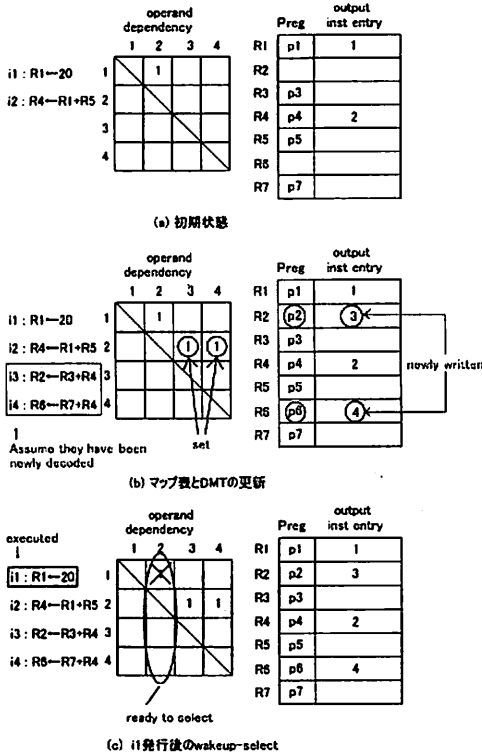 operand
dependency
1 2 3 4
i1 : R1←20 1 1
i2 : R4←R1+R5 2
3
4
output
Preg inst entry
R1 p1 1
R2
R3 p3
R4 p4 2
R5 p5
R6
R7 p7
(a) 初期状態
operand
dependency
1 2 3 4
i1 : R1←20 1 1
i2 : R4←R1+R5 2 1 1
i3 : R2←R3+R4 3
i4 : R6←R7+R4 4
set
Assume they have been
newly decoded
output
Preg inst entry
R1 p1 1
R2 p2 3
R3 p3
R4 p4 2
R5 p5
R6 p6 4
R7 p7
newly written
(b) マップ表とDMTの更新
executed
operand
dependency
1 2 3 4
i1 : R1←20 1
i2 : R4←R1+R5 2 1 1
i3 : R2←R3+R4 3
i4 : R6←R7+R4 4
ready to select
output
Preg inst entry
R1 p1 1
R2 p2 3
R3 p3
R4 p4 2
R5 p5
R6 p6 4
R7 p7
(c) i1発行後のwakeup-select